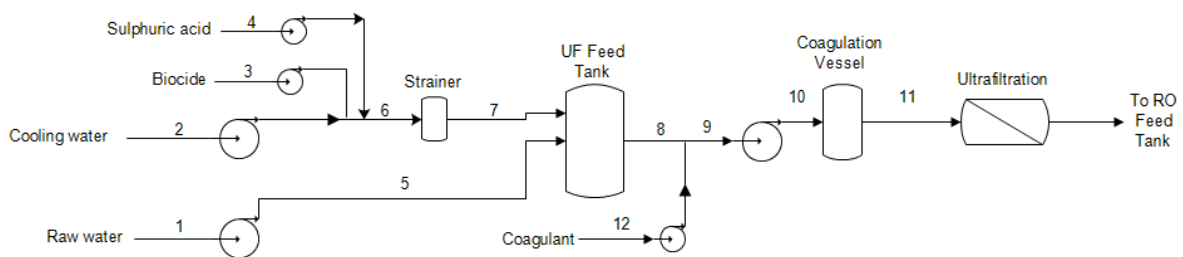 Sulphuric acid
4
Biocide
3
Cooling water
2
6
Strainer
7
UF Feed
Tank
5
Raw water
1
8
9
Coagulant
12
10
Coagulation
Vessel
11
Ultrafiltration
To RO
Feed
Tank